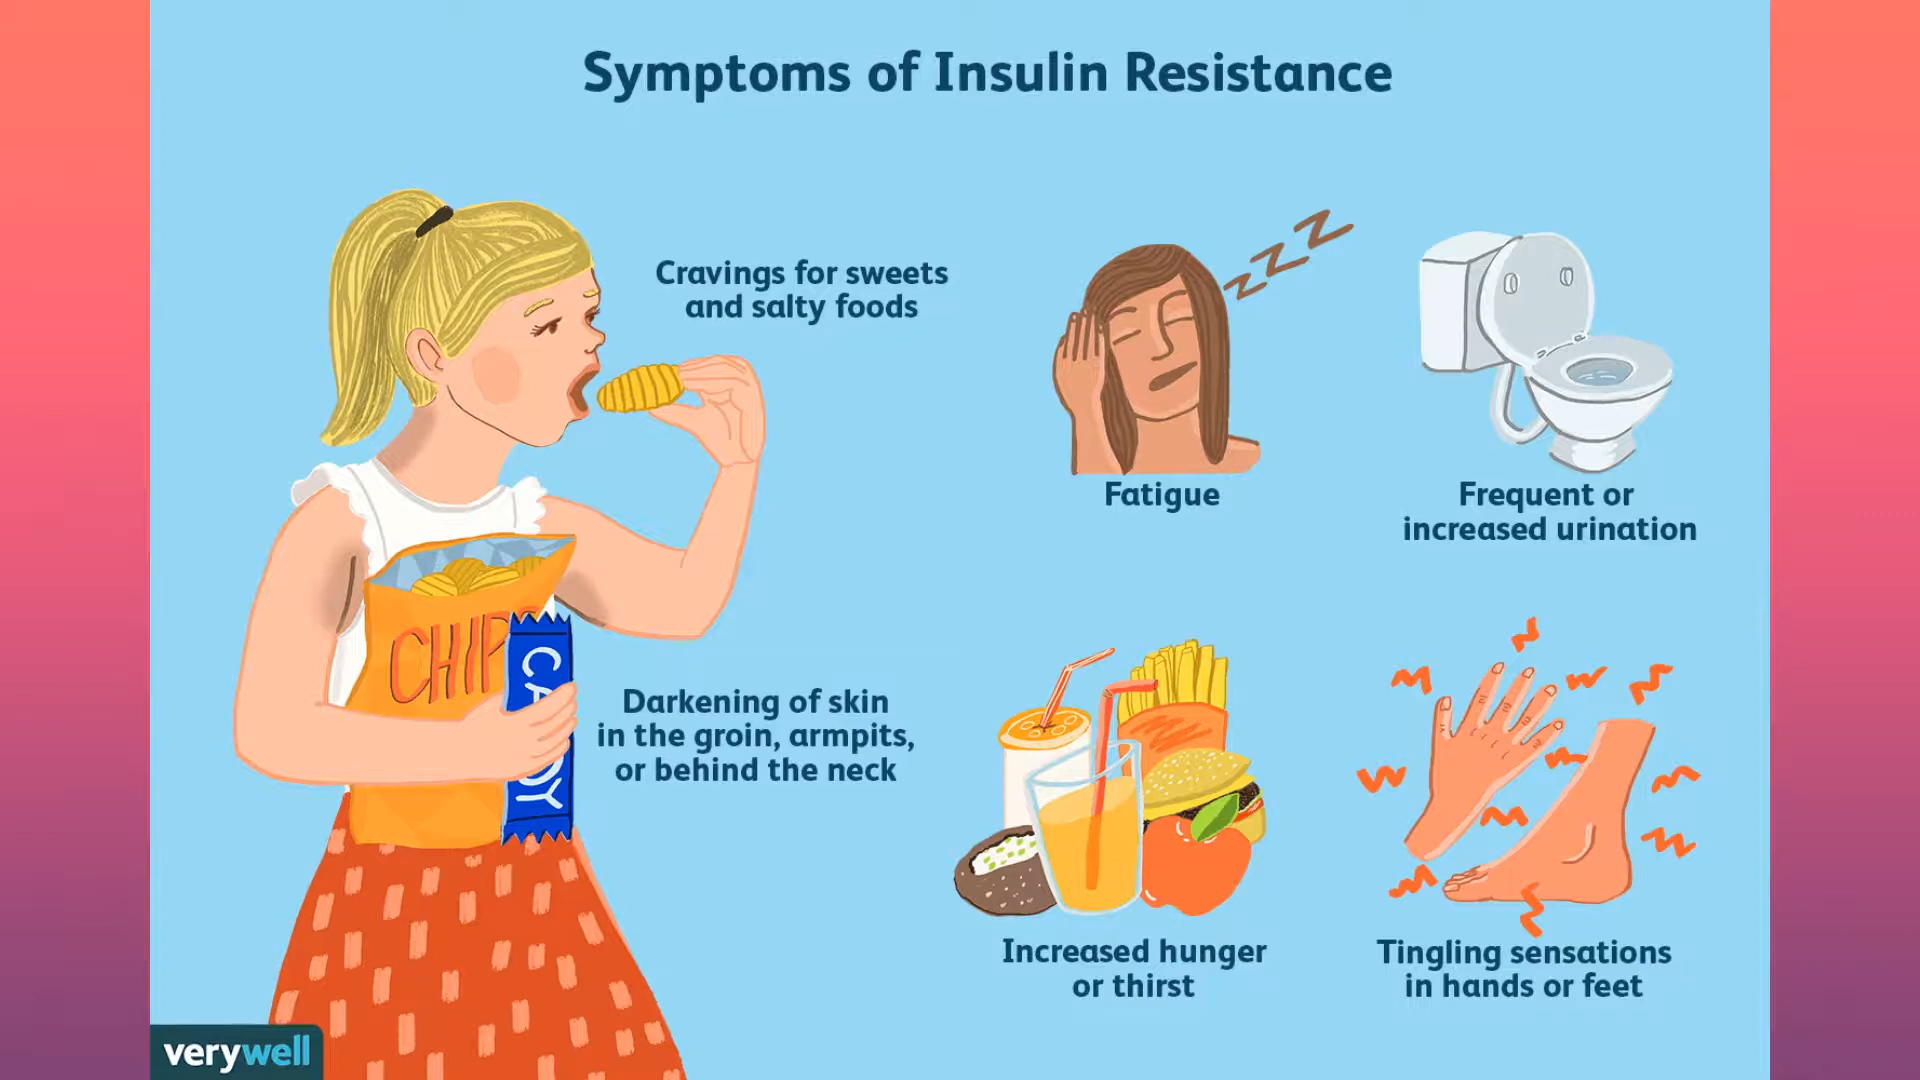 Symptoms of Insulin Resistance
Cravings for sweets
and salty foods
Fatigue
Frequent or
increased urination
CHIP
Darkening of skin
in the groin, armpits,
or behind the neck
Increased hunger
or thirst
Tingling sensations
in hands or feet
verywell